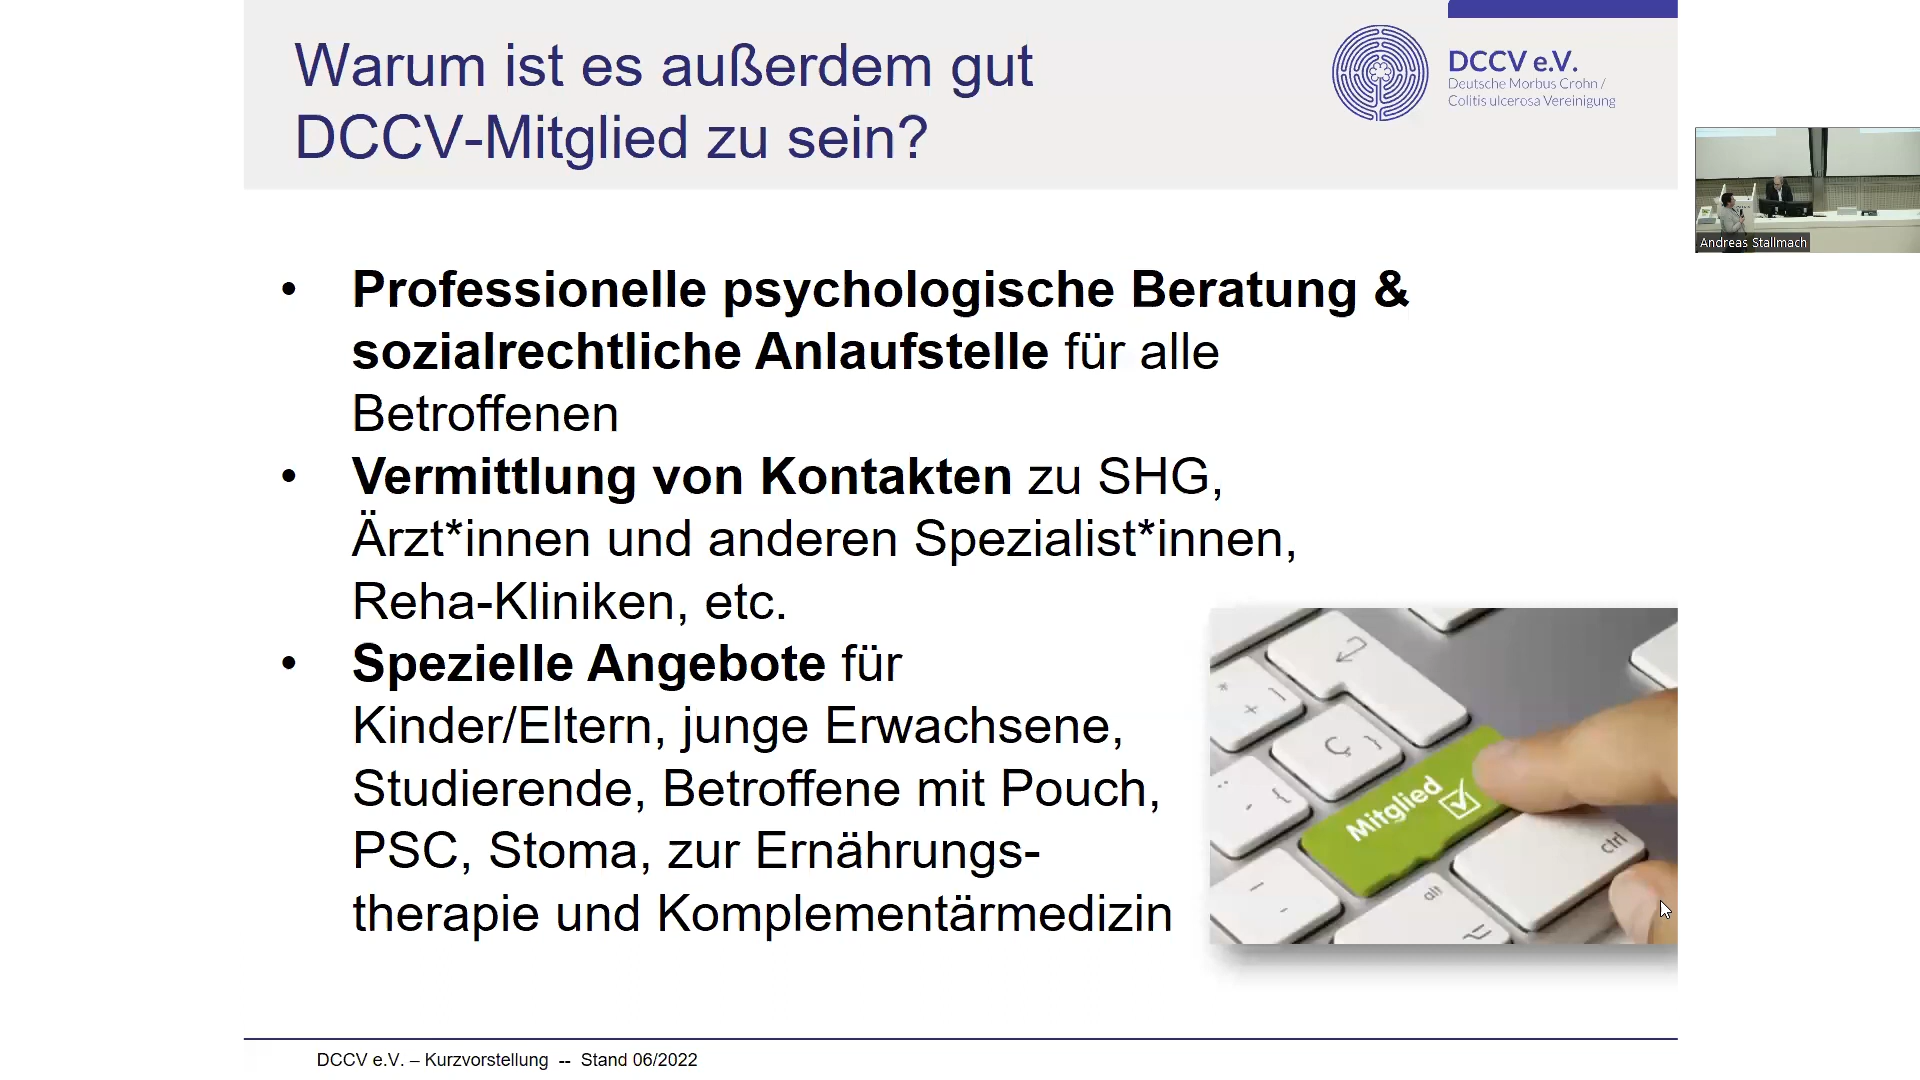 Warum ist es außerdem gut
DCCV-Mitglied zu sein?
DCCV e.V.
Deutsche Morbus Crohn /
Colitis ulcerosa Vereinigung
Andreas Stallmach
• Professionelle psychologische Beratung &
sozialrechtliche Anlaufstelle für alle
Betroffenen
• Vermittlung von Kontakten zu SHG,
Ärzt*innen und anderen Spezialist*innen,
Reha-Kliniken, etc.
• Spezielle Angebote für
Kinder/Eltern, junge Erwachsene,
Studierende, Betroffene mit Pouch,
PSC, Stoma, zur Ernährungs-
therapie und Komplementärmedizin
Mitglied
ctrl
alt
DCCV e.V. – Kurzvorstellung -- Stand 06/2022